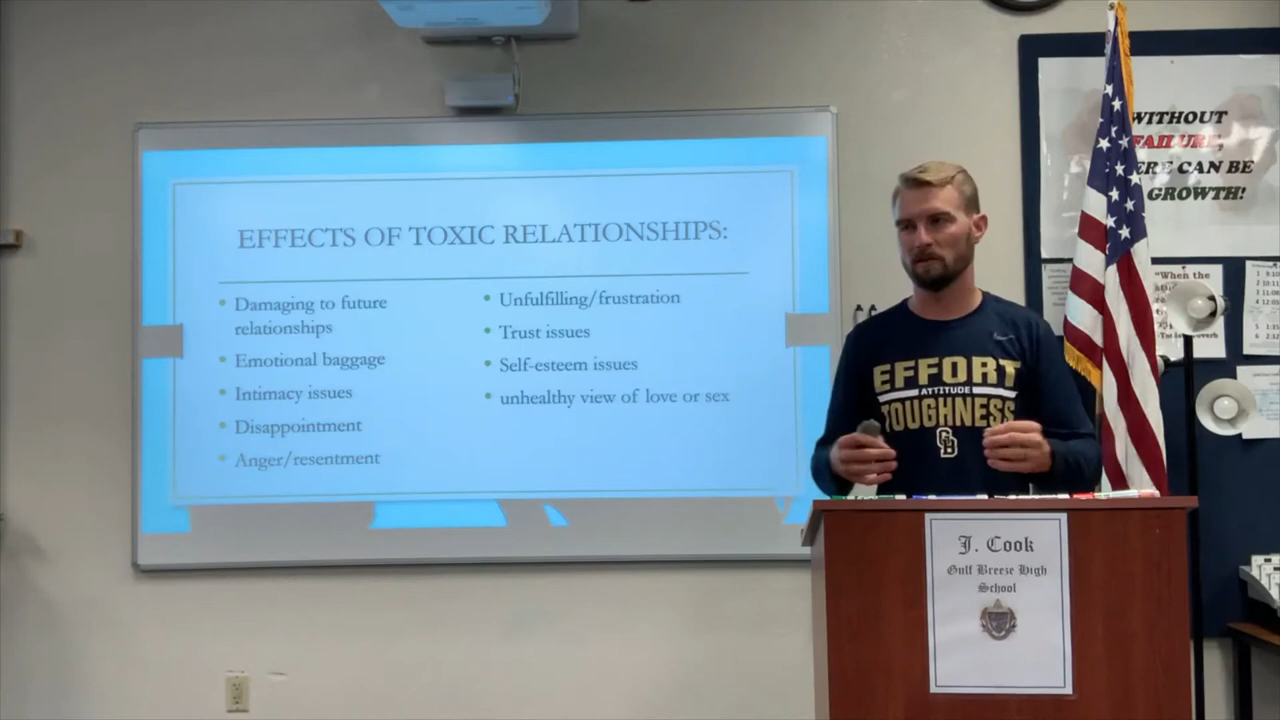 EFFECTS OF TOXIC RELATIONSHIPS:
Damaging to future
relationships
Emotional baggage
Intimacy issues
Disappointment
Anger/resentment
Unfulfilling/frustration
Trust issues
Self-esteem issues
unhealthy view of love or sex
WITHOUT
FAILURE,
CAN BE
GROWTH!
"When the
EFFORT
ATTITUDE
TOUGHNESS
GB
J. Cook
Gulf Breeze High
School